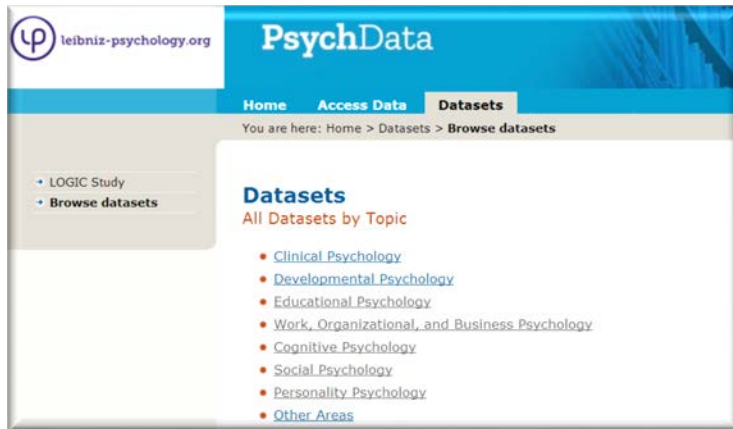 leibniz-psychology.org
PsychData
Home Access Data Datasets
You are here: Home > Datasets > Browse datasets
LOGIC Study
Browse datasets
Datasets
All Datasets by Topic
Clinical Psychology
Developmental Psychology
Educational Psychology
Work, Organizational, and Business Psychology
Cognitive Psychology
Social Psychology
Personality Psychology
Other Areas